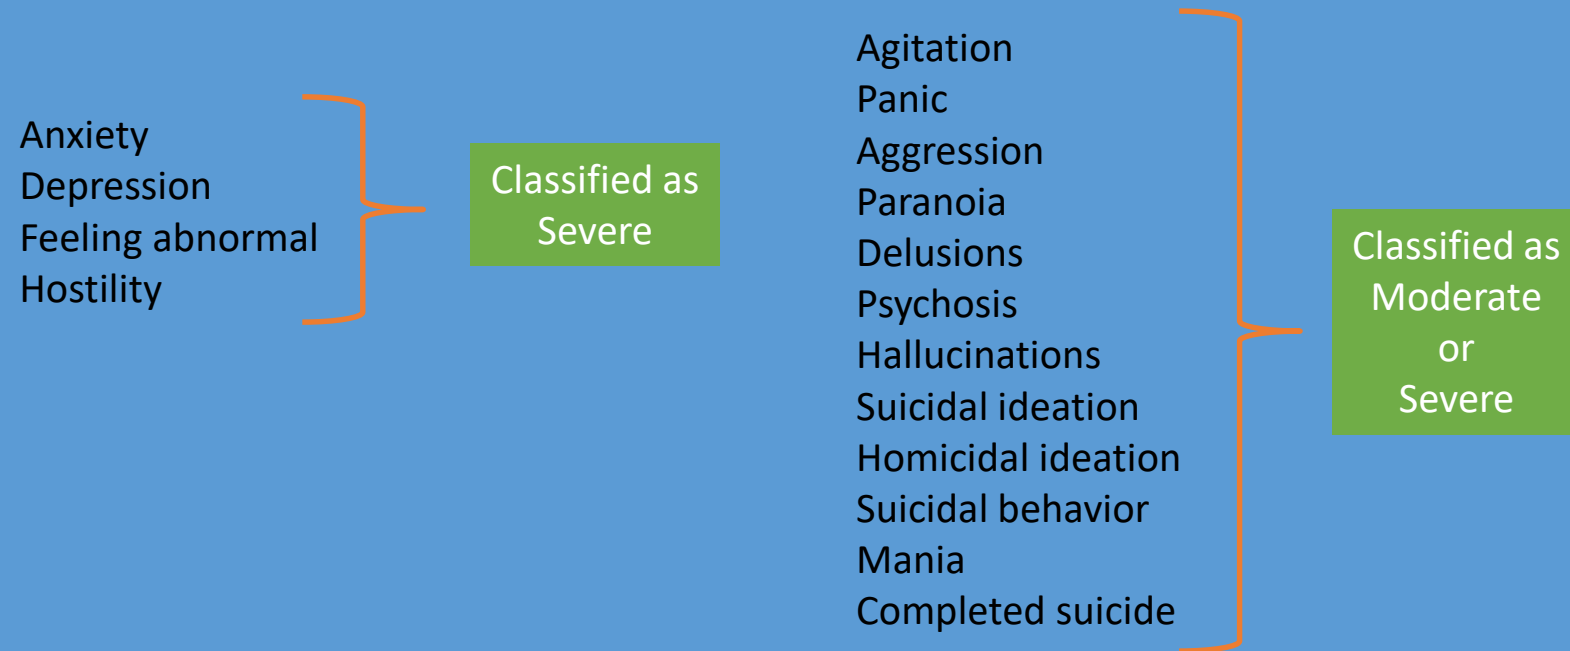 Anxiety
Depression
Feeling abnormal
Hostility
Classified as
Severe
Agitation
Panic
Aggression
Paranoia
Delusions
Psychosis
Hallucinations
Suicidal ideation
Homicidal ideation
Suicidal behavior
Mania
Completed suicide
Classified as
Moderate
or
Severe